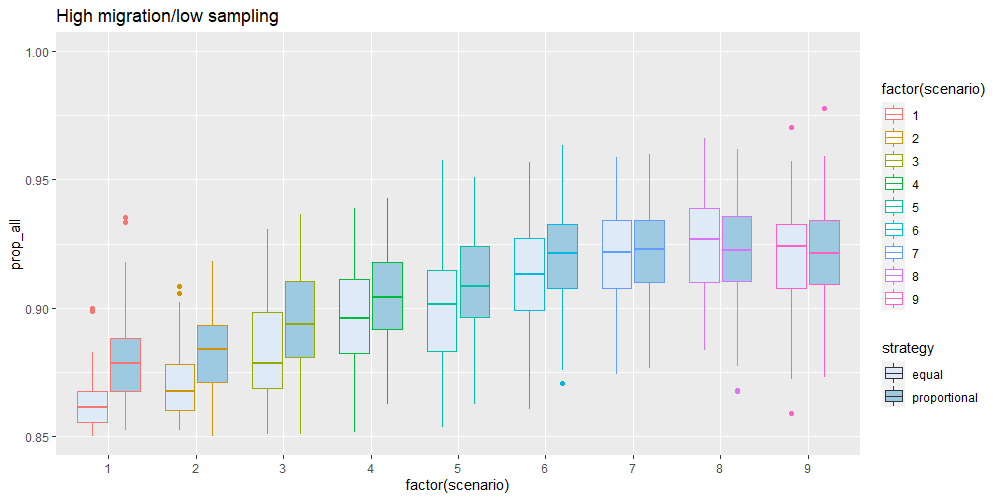 High migration/low sampling
prop_all
1.00
0.95
0.90
0.85
1 2 3 4 5 6 7 8 9
factor(scenario)
factor(scenario)
1
2
3
4
5
6
7
8
9
strategy
equal
proportional